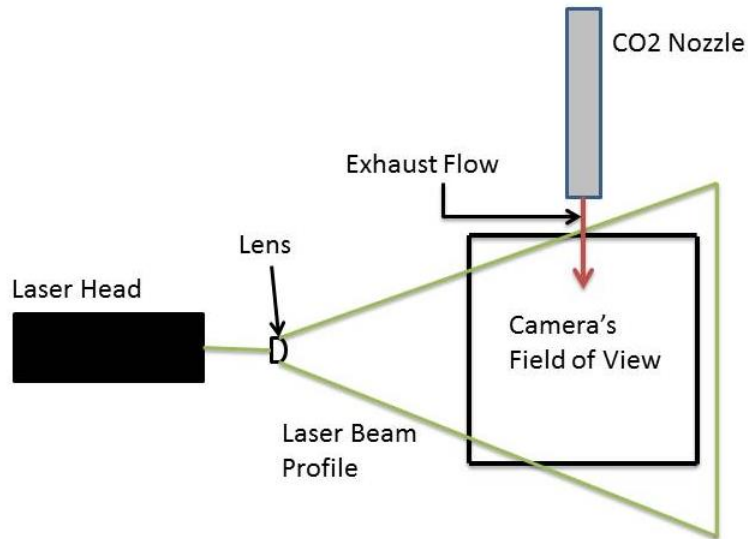 CO2 Nozzle
Exhaust Flow
Lens
Laser Head
Camera's
Field of View
Laser Beam
Profile